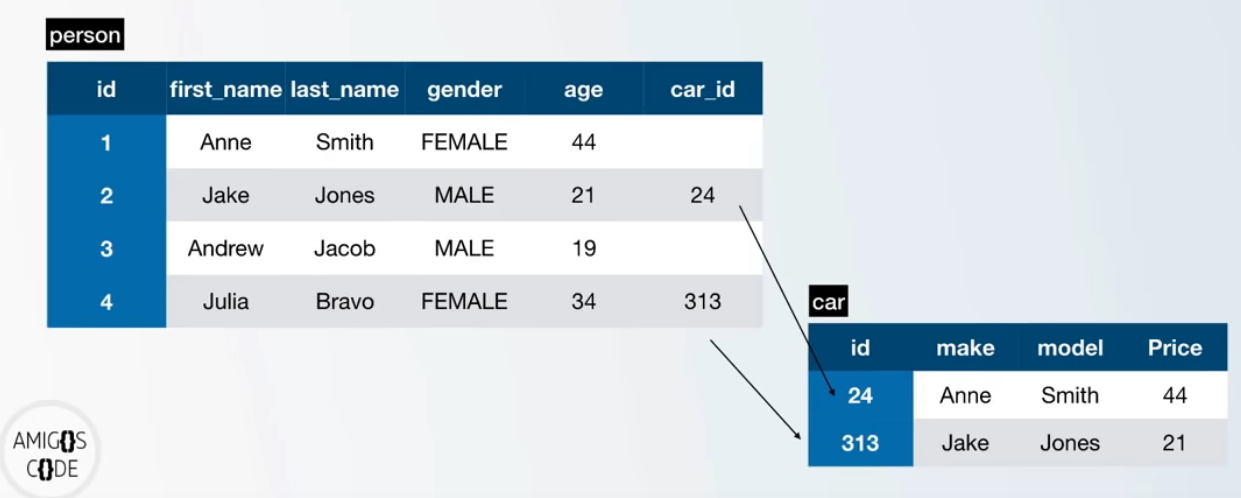 person
id first_name last_name gender age car_id
1 Anne Smith FEMALE 44
2 Jake Jones MALE 21 24
3 Andrew Jacob MALE 19
4 Julia Bravo FEMALE 34 313
car
id make model Price
24 Anne Smith 44
313 Jake Jones 21
AMIG{}S
C{}DE